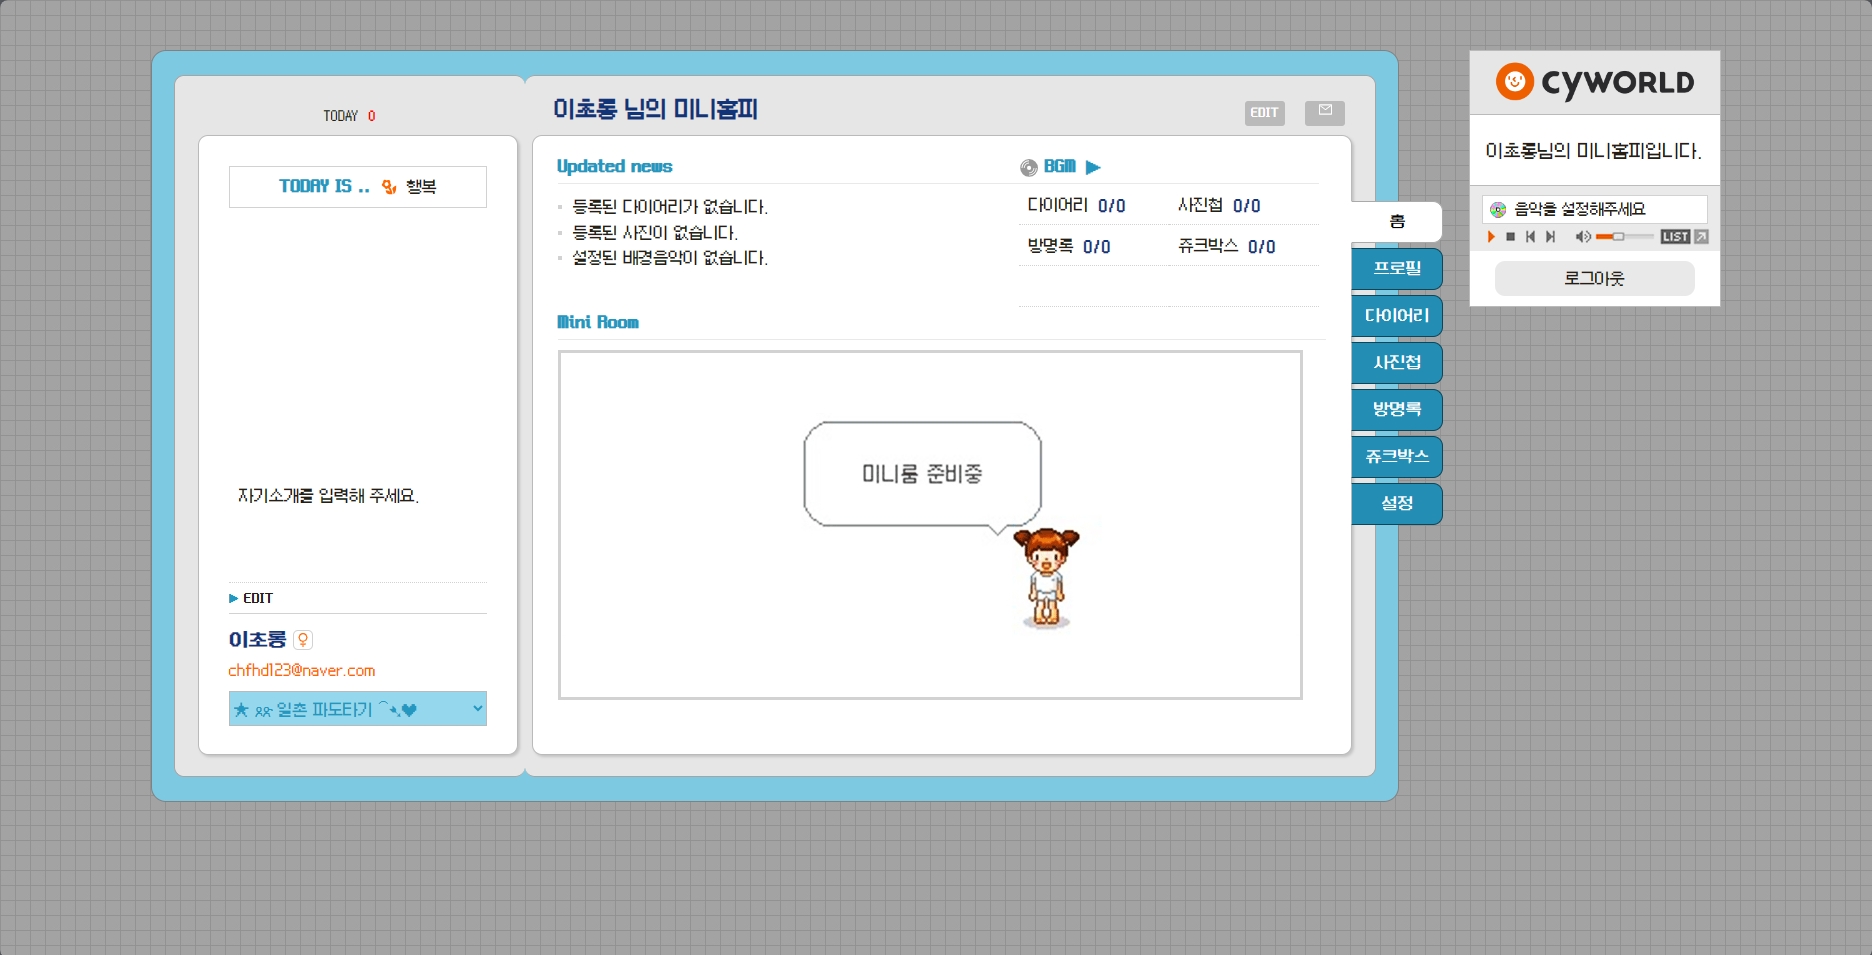 TODAY 0
이초롱 님의 미니홈피
EDIT
TODAY IS .. 행복
자기소개를 입력해 주세요.
▶ EDIT
이초롱 ♀
chfhd123@naver.com
★ 일촌 파도타기 ♥
Updated news
등록된 다이어리가 없습니다.
등록된 사진이 없습니다.
설정된 배경음악이 없습니다.
BGM ▶
다이어리 0/0 사진첩 0/0
방명록 0/0 쥬크박스 0/0
Mini Room
미니룸 준비중
홈
프로필
다이어리
사진첩
방명록
쥬크박스
설정
CYWORLD
이초롱님의 미니홈피입니다.
음악을 설정해주세요
LIST
로그아웃